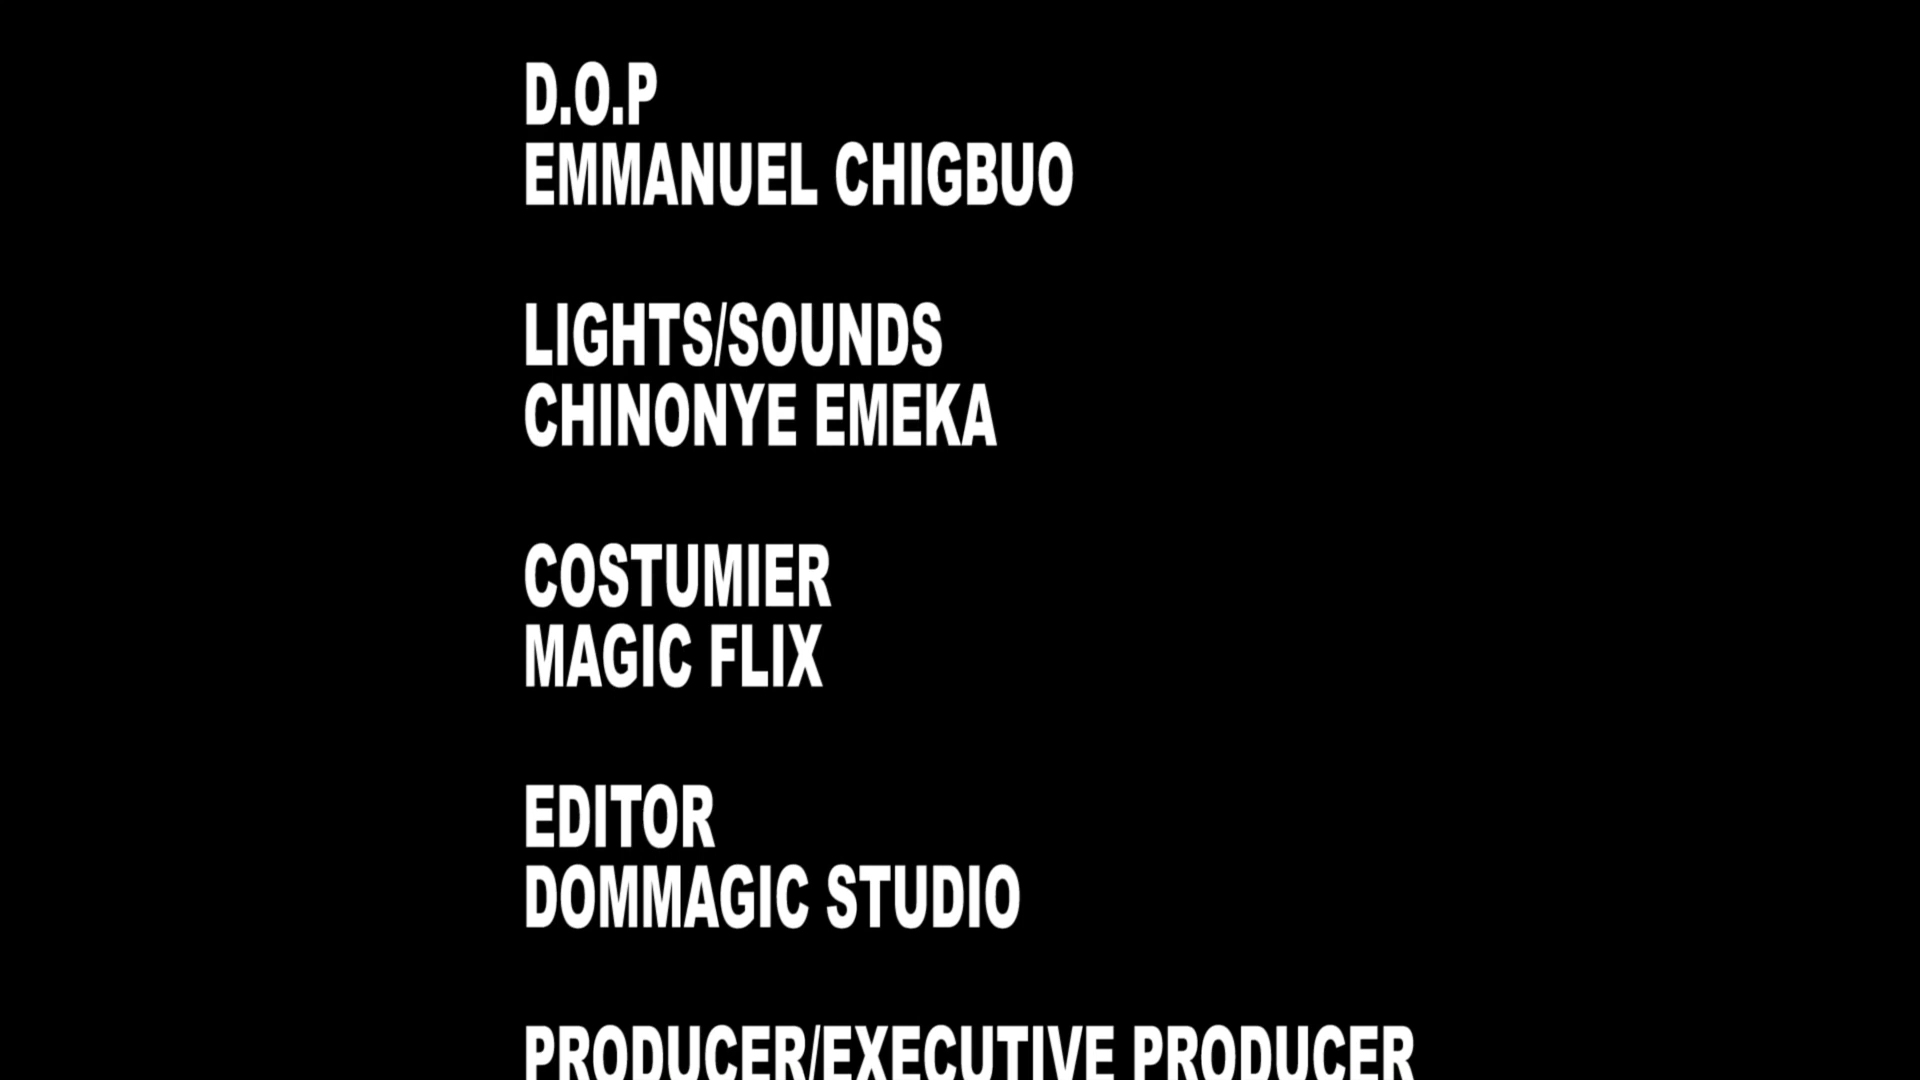 D.O.P
EMMANUEL CHIGBUO
LIGHTS/SOUNDS
CHINONYE EMEKA
COSTUMIER
MAGIC FLIX
EDITOR
DOMMAGIC STUDIO
PRODUCER/EXECUTIVE PRODUCER